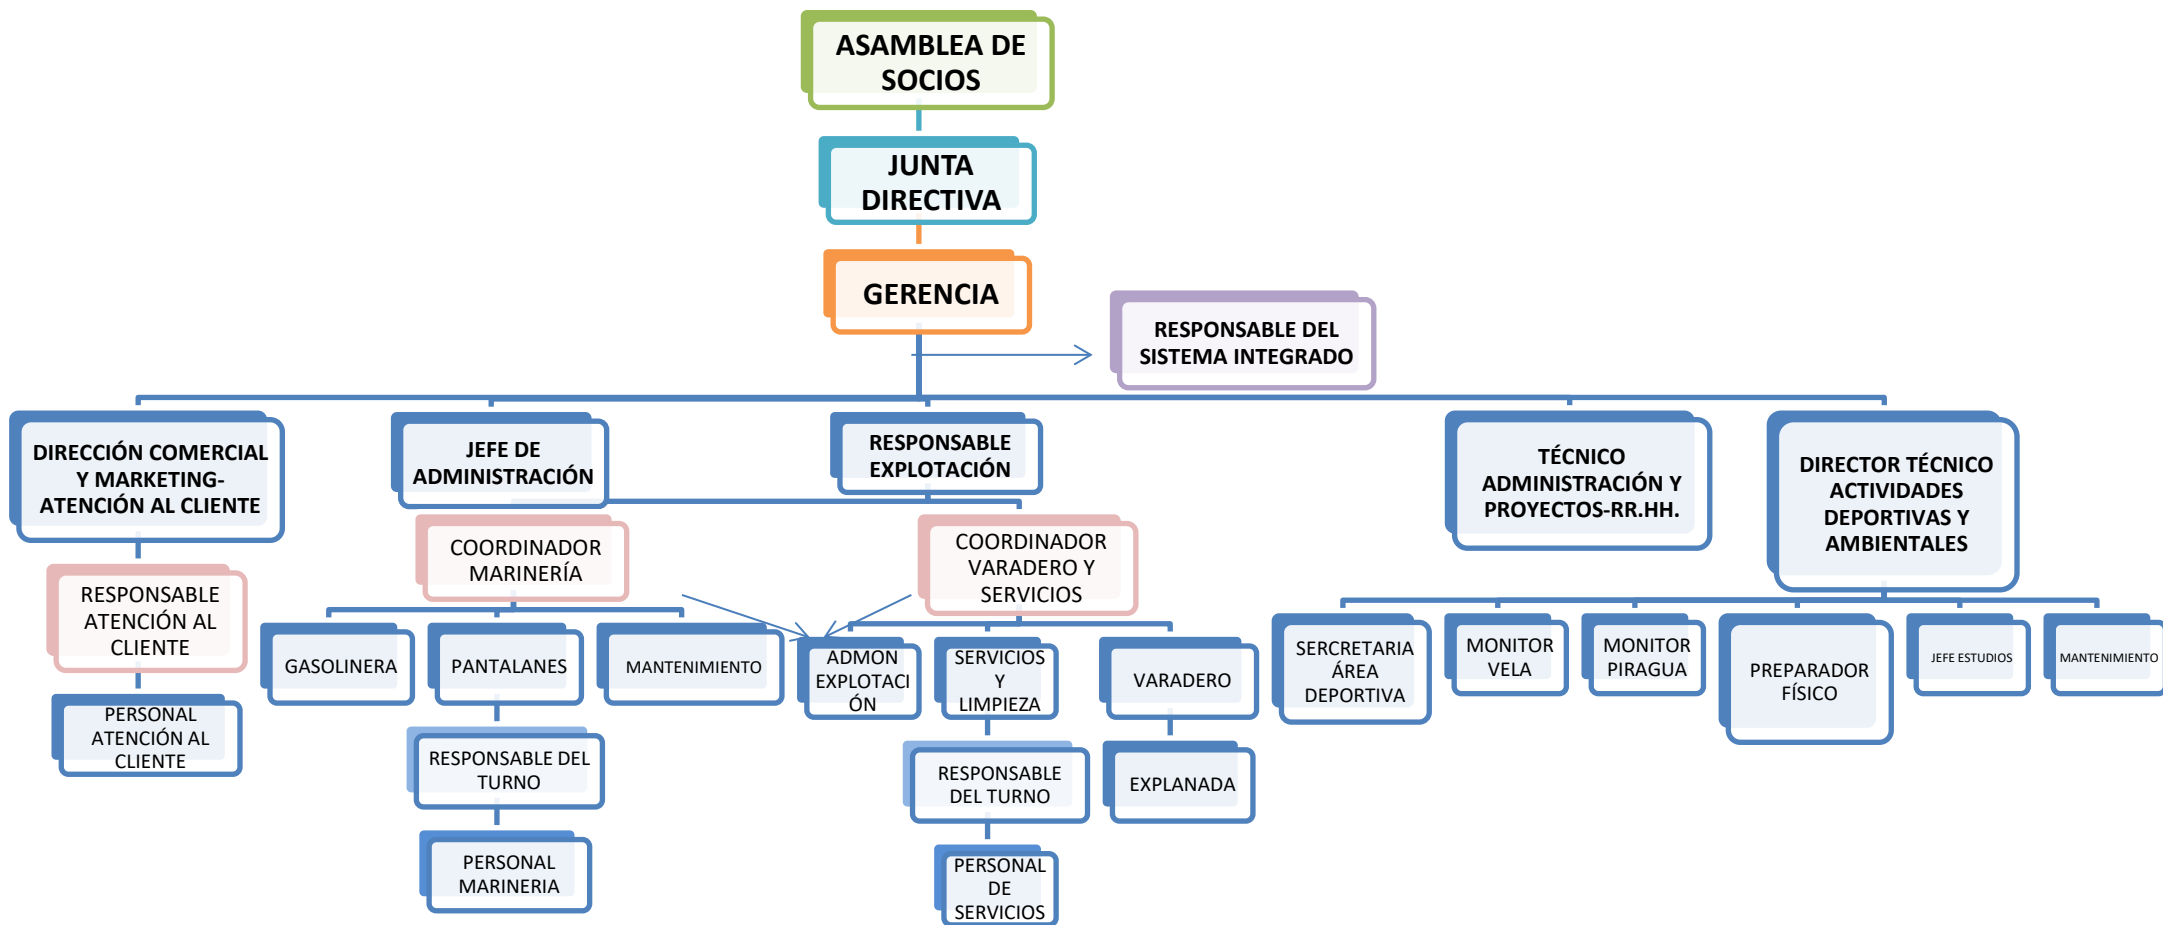 ASAMBLEA DE
SOCIOS
JUNTA
DIRECTIVA
GERENCIA
RESPONSABLE DEL
SISTEMA INTEGRADO
DIRECCIÓN COMERCIAL
Y MARKETING-
ATENCIÓN AL CLIENTE
JEFE DE
ADMINISTRACIÓN
RESPONSABLE
EXPLOTACIÓN
TÉCNICO
ADMINISTRACIÓN Y
PROYECTOS-RR.HH.
DIRECTOR TÉCNICO
ACTIVIDADES
DEPORTIVAS Y
AMBIENTALES
RESPONSABLE
ATENCIÓN AL
CLIENTE
COORDINADOR
MARINERÍA
COORDINADOR
VARADERO Y
SERVICIOS
PERSONAL
ATENCIÓN AL
CLIENTE
GASOLINERA
PANTALANES
MANTENIMIENTO
ADMON
EXPLOTACI
ÓN
SERVICIOS
Y
LIMPIEZA
VARADERO
SERCRETARIA
ÁREA
DEPORTIVA
MONITOR
VELA
MONITOR
PIRAGUA
PREPARADOR
FÍSICO
JEFE ESTUDIOS
MANTENIMIENTO
RESPONSABLE DEL
TURNO
RESPONSABLE
DEL TURNO
EXPLANADA
PERSONAL
MARINERIA
PERSONAL
DE
SERVICIOS